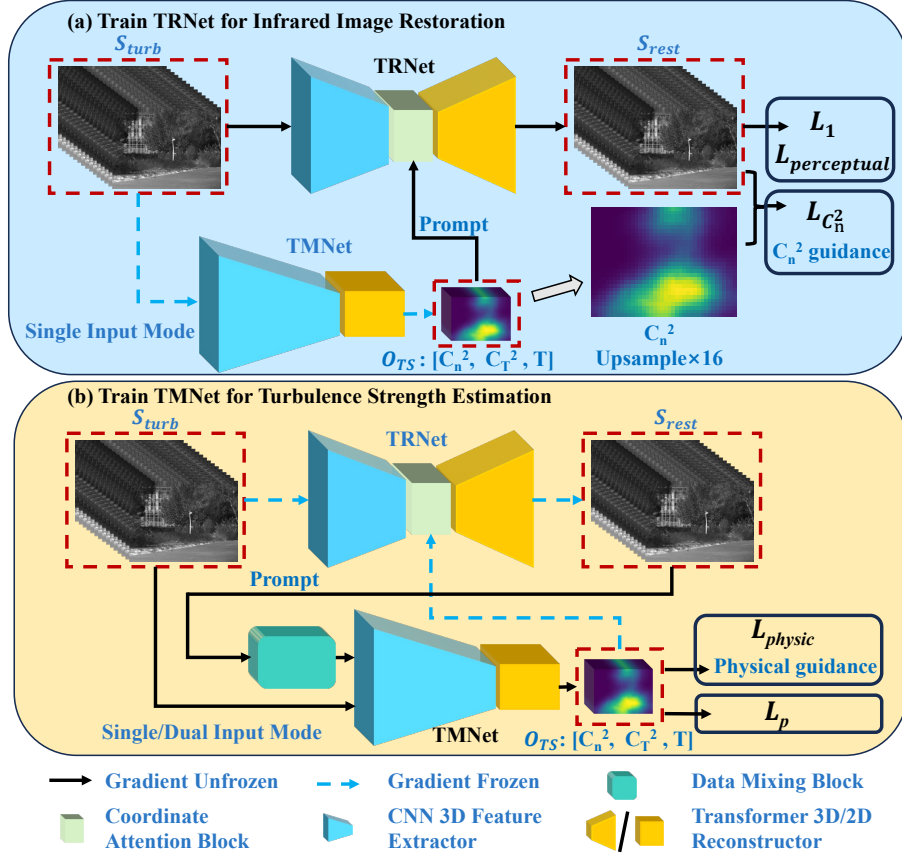 (a) Train TRNet for Infrared Image Restoration
S_turb
TRNet
S_rest
L_1
L_perceptual
Prompt
L_{C_n^2}
C_n^2 guidance
TMNet
Single Input Mode
O_TS: [C_n^2, C_T^2, T]
C_n^2
Upsample×16
(b) Train TMNet for Turbulence Strength Estimation
S_turb
TRNet
S_rest
Prompt
L_physic
Physical guidance
L_p
Single/Dual Input Mode
TMNet
O_TS: [C_n^2, C_T^2, T]
Gradient Unfrozen
Gradient Frozen
Data Mixing Block
Coordinate
Attention Block
CNN 3D Feature
Extractor
Transformer 3D/2D
Reconstructor